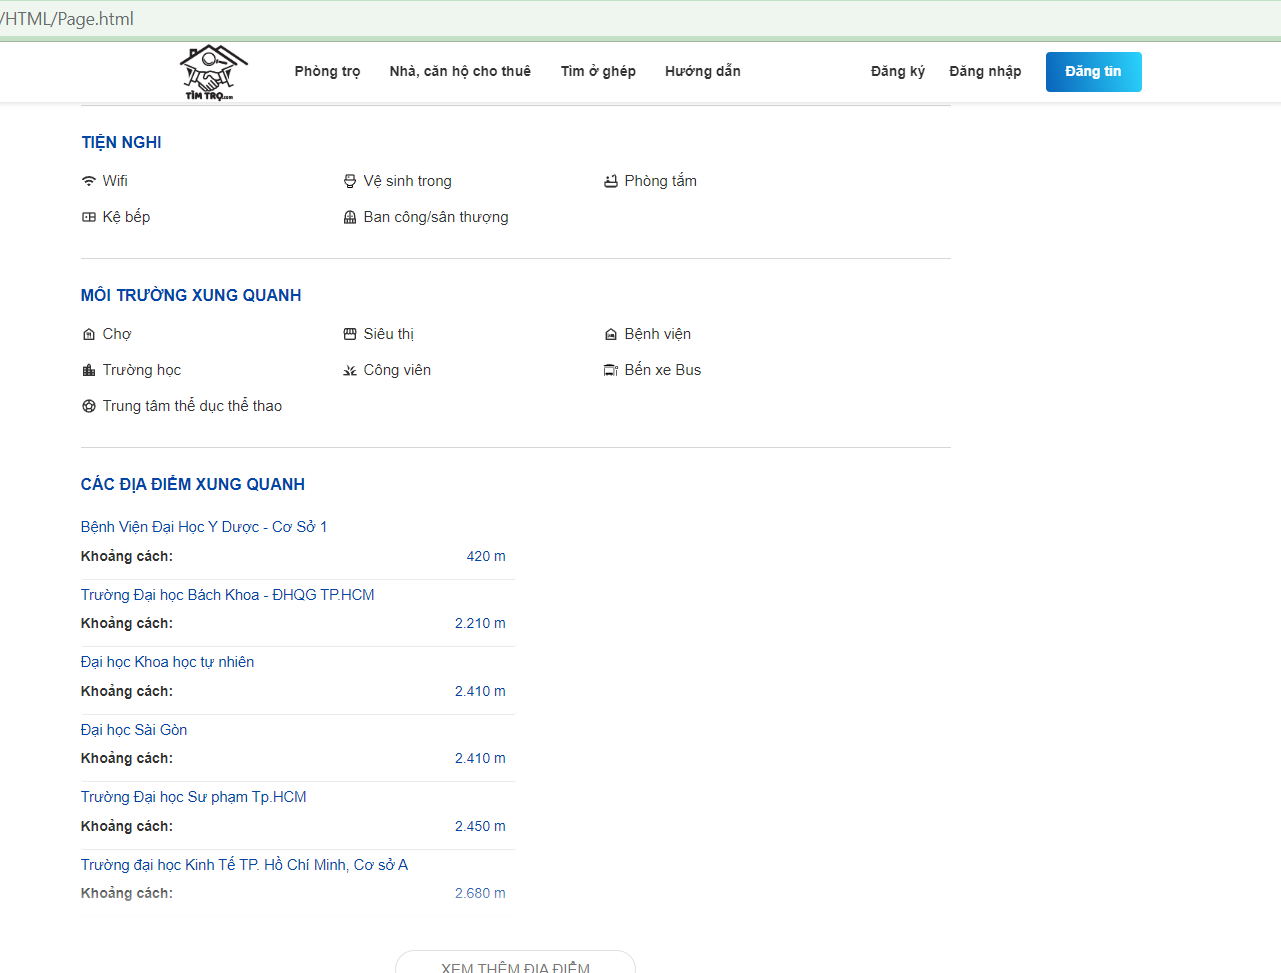 /HTML/Page.html
TÌM TRỌ.com
Phòng trọ Nhà, căn hộ cho thuê Tìm ở ghép Hướng dẫn Đăng ký Đăng nhập Đăng tin
TIỆN NGHI
Wifi Vệ sinh trong Phòng tắm
Kệ bếp Ban công/sân thượng
MÔI TRƯỜNG XUNG QUANH
Chợ Siêu thị Bệnh viện
Trường học Công viên Bến xe Bus
Trung tâm thể dục thể thao
CÁC ĐỊA ĐIỂM XUNG QUANH
Bệnh Viện Đại Học Y Dược - Cơ Sở 1
Khoảng cách: 420 m
Trường Đại học Bách Khoa - ĐHQG TP.HCM
Khoảng cách: 2.210 m
Đại học Khoa học tự nhiên
Khoảng cách: 2.410 m
Đại học Sài Gòn
Khoảng cách: 2.410 m
Trường Đại học Sư phạm Tp.HCM
Khoảng cách: 2.450 m
Trường đại học Kinh Tế TP. Hồ Chí Minh, Cơ sở A
Khoảng cách: 2.680 m
XEM THÊM ĐỊA ĐIỂM